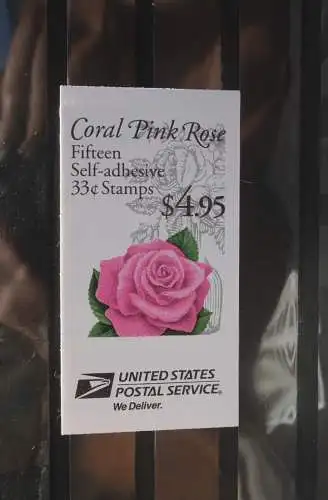 Coral Pink Rose
Fifteen
Self-adhesive
33¢ Stamps
$4.95
UNITED STATES
POSTAL SERVICE®
We Deliver.